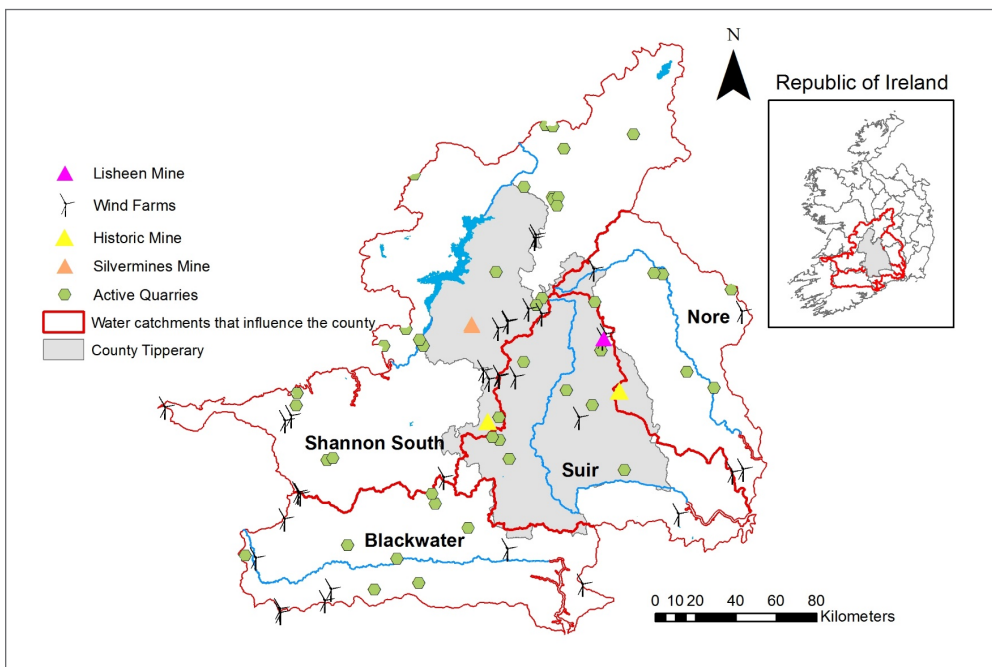 N
Republic of Ireland
Lisheen Mine
Wind Farms
Historic Mine
Silvermines Mine
Active Quarries
Water catchments that influence the county
County Tipperary
Nore
Shannon South
Suir
Blackwater
0 10 20 40 60 80
Kilometers